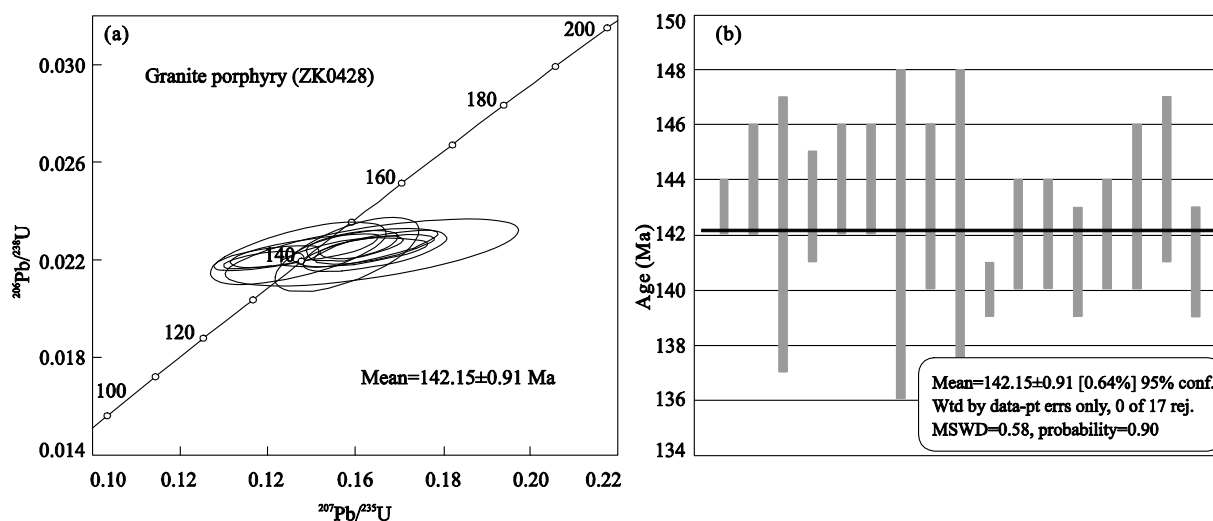 (a)
Granite porphyry (ZK0428)
200
180
160
140
120
100
Mean=142.15±0.91 Ma
0.030
0.026
0.022
0.018
0.014
²⁰⁶Pb/²³⁸U
0.10
0.12
0.12
0.16
0.18
0.20
0.22
²⁰⁷Pb/²³⁵U
(b)
150
148
146
144
142
140
138
136
134
Age (Ma)
Mean=142.15±0.91 [0.64%] 95% conf.
Wtd by data-pt errs only, 0 of 17 rej.
MSWD=0.58, probability=0.90